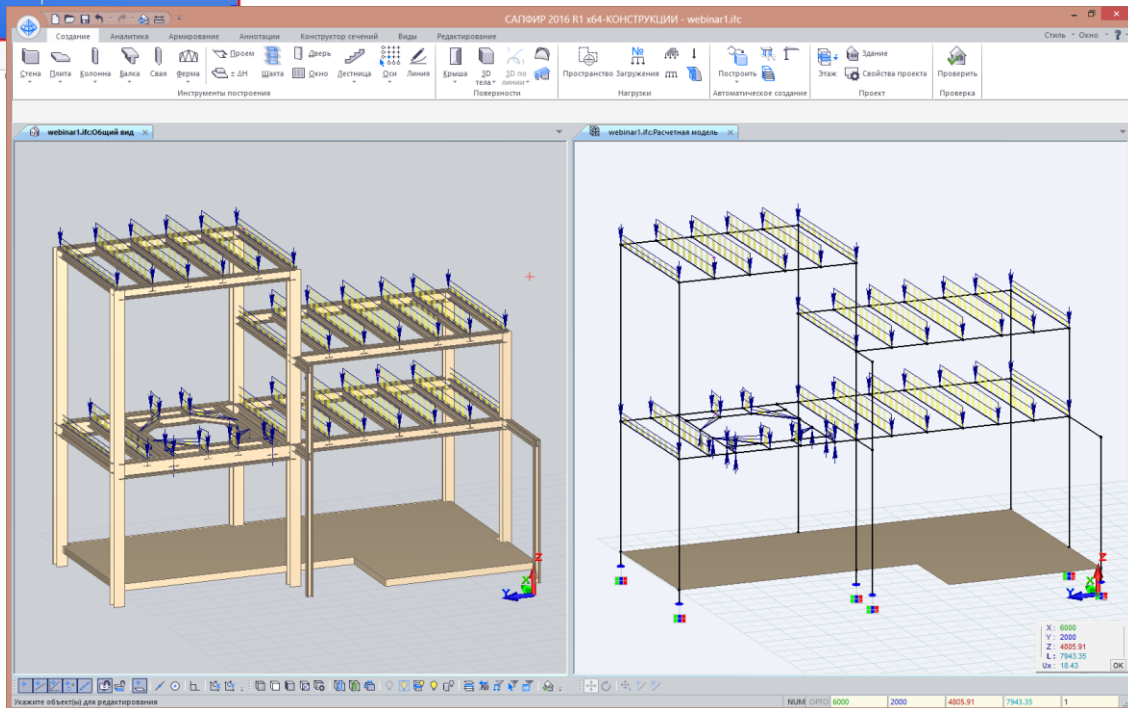 САПФИР 2016 R1 x64-КОНСТРУКЦИИ - webinar1.ifc
Создание Аналитика Армирование Аннотации Конструктор сечений Виды Редактирование Стиль Окно ?
Стена Плита Колонна Балка Свая Ферма Проем ± ΔH Шахта Дверь Окно Лестница Оси Линия
Инструменты построения
Крыша 3D тела 3D по линии
Поверхности
Пространство № Загружения
Нагрузки
Построить
Автоматическое создание
Этаж Здание Свойства проекта
Проект
Проверить
Проверка
webinar1.ifc:Общий вид
webinar1.ifc:Расчетная модель
Z
X
Y
Z
X
Y
X : 6000
Y : 2000
Z : 4805.91
L : 7943.35
Ux : 18.43 OK
Укажите объект(ы) для редактирования NUM ОРТО 6000 2000 4805.91 7943.35 1